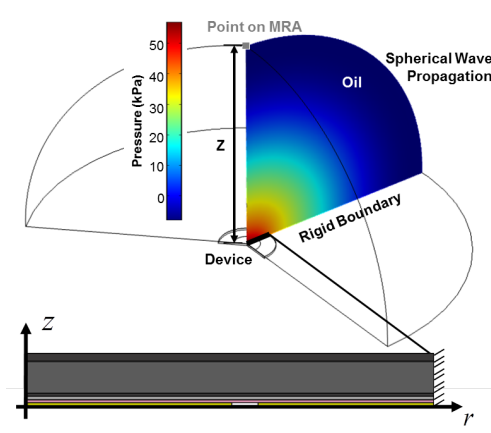 Point on MRA
50
40
30
20
10
0
Pressure (kPa)
Spherical Wave
Propagation
Oil
Z
Rigid Boundary
Device
z
r